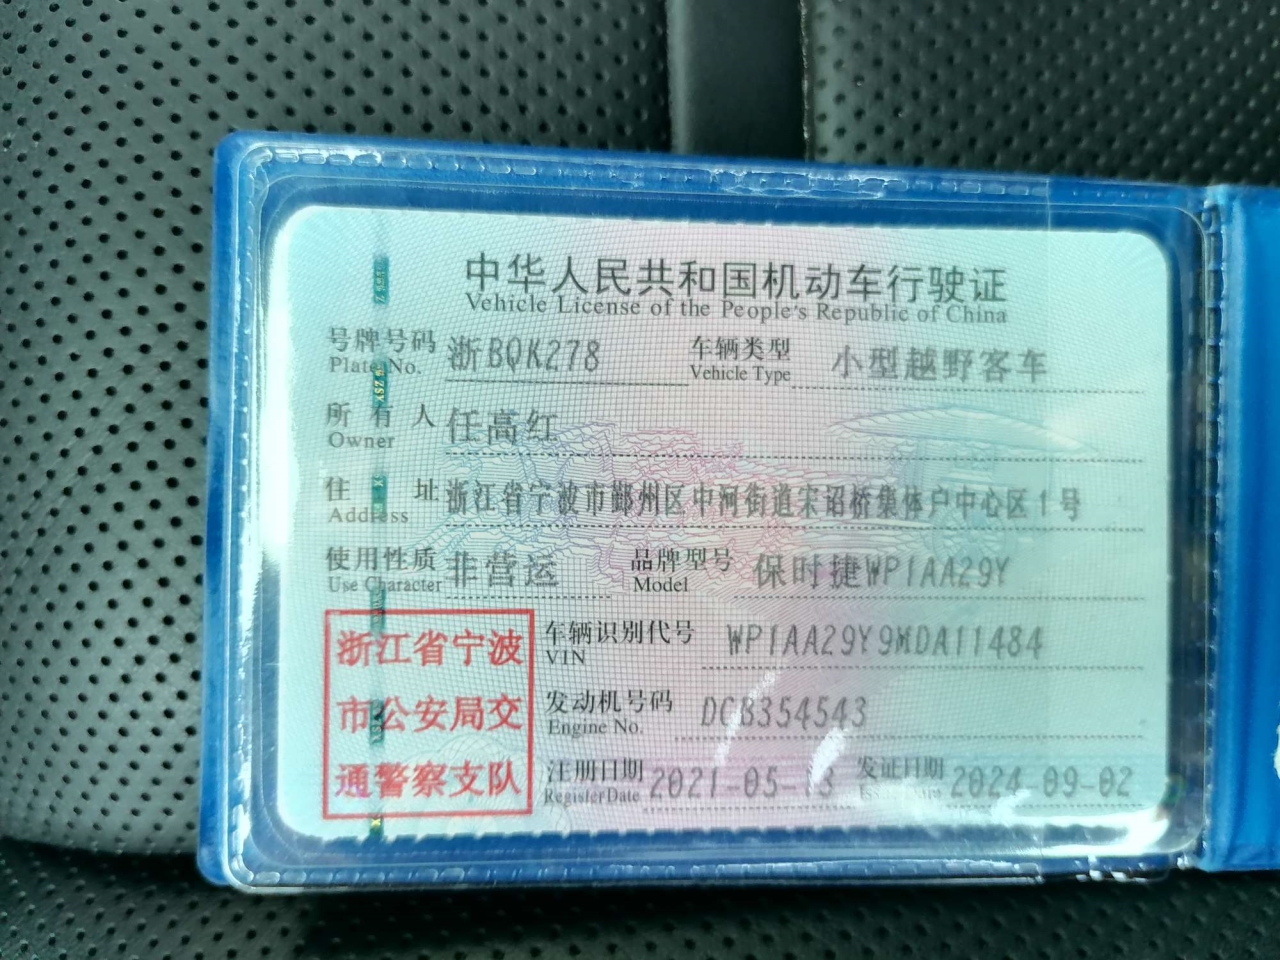 中华人民共和国机动车行驶证
Vehicle License of the People's Republic of China
号牌号码 浙BQK278 车辆类型 小型越野客车
Plate No. Vehicle Type
所有人 任高红
Owner
住址 浙江省宁波市鄞州区中河街道宋诏桥集体户中心区1号
Address
使用性质 非营运 品牌型号 保时捷WP1AA29Y
Use Character Model
浙江省宁波
市公安局交
通警察支队
车辆识别代号 WP1AA29Y9MDA11484
VIN
发动机号码 DCB354543
Engine No.
注册日期 2021-05-13 发证日期 2024-09-02
Register Date Issue Date